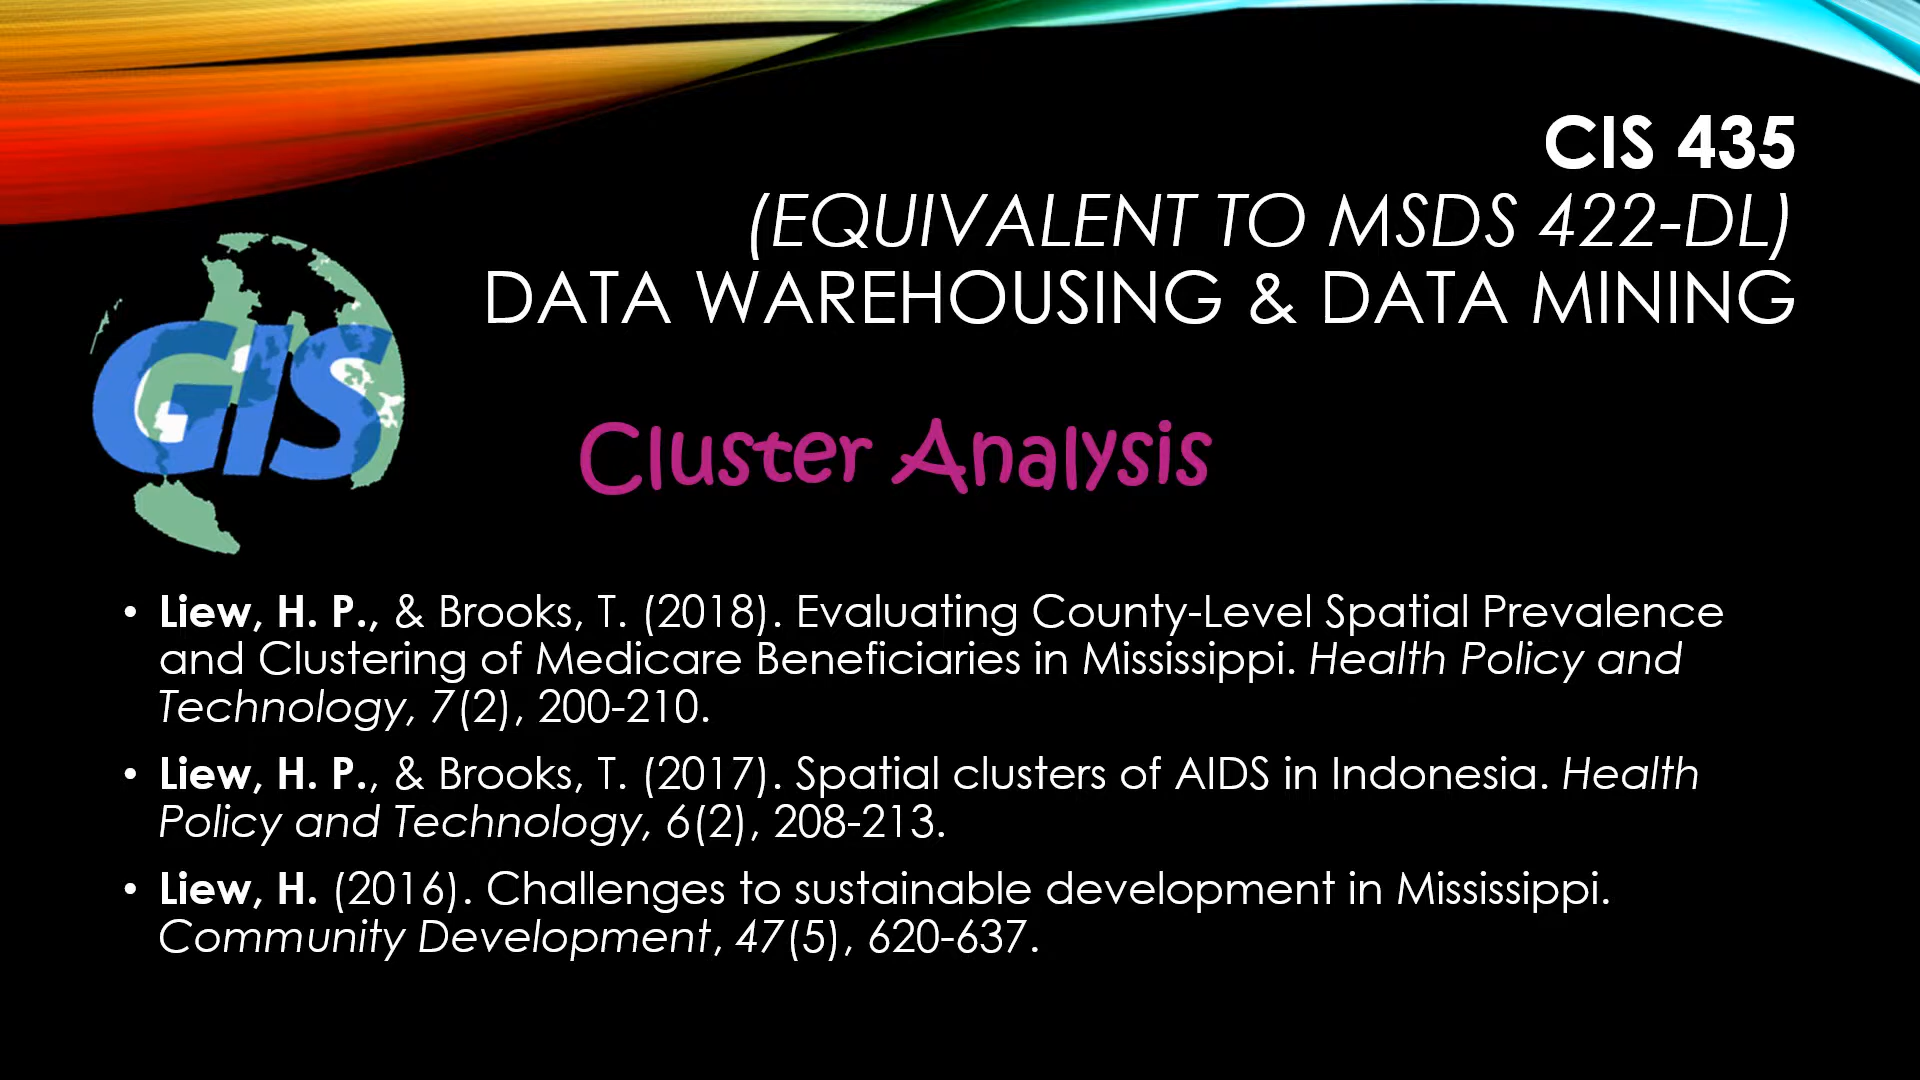 CIS 435
(EQUIVALENT TO MSDS 422-DL)
DATA WAREHOUSING & DATA MINING
GIS
Cluster Analysis
• Liew, H. P., & Brooks, T. (2018). Evaluating County-Level Spatial Prevalence
and Clustering of Medicare Beneficiaries in Mississippi. Health Policy and
Technology, 7(2), 200-210.
• Liew, H. P., & Brooks, T. (2017). Spatial clusters of AIDS in Indonesia. Health
Policy and Technology, 6(2), 208-213.
• Liew, H. (2016). Challenges to sustainable development in Mississippi.
Community Development, 47(5), 620-637.